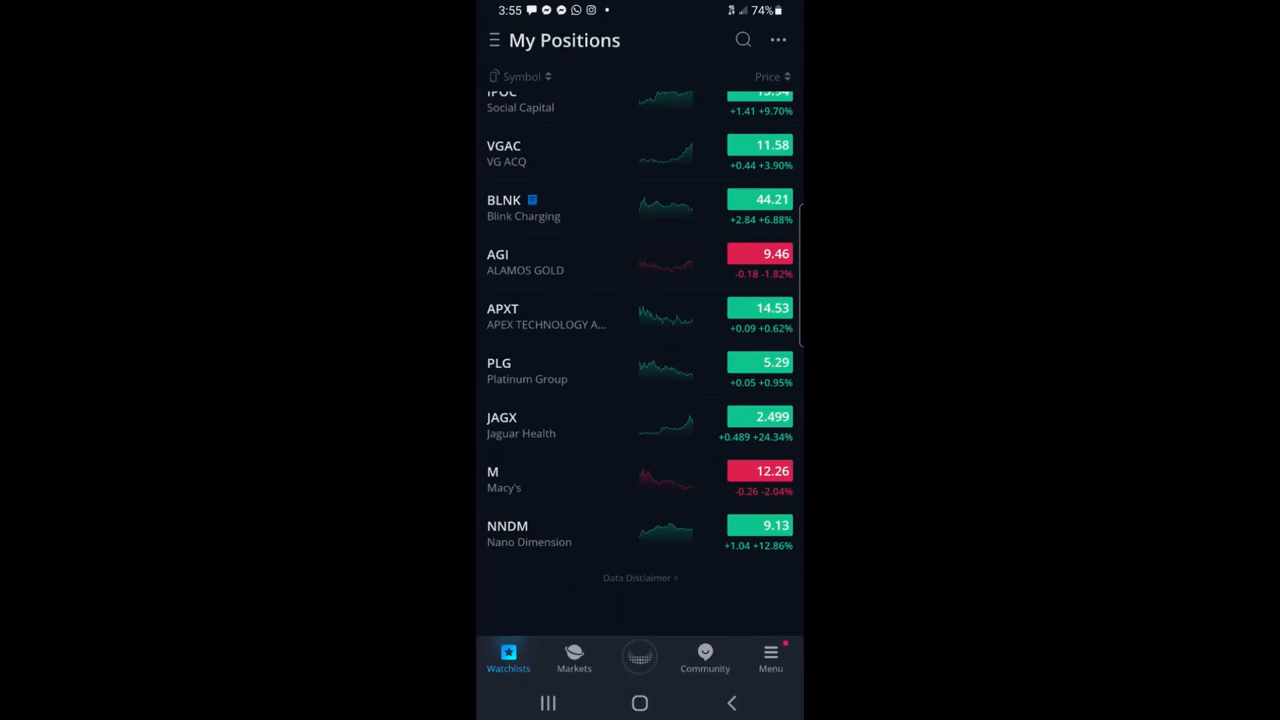 3:55 74%
My Positions
Symbol Price
IPOC
Social Capital
+1.41 +9.70%
VGAC 11.58
VG ACQ +0.44 +3.90%
BLNK 44.21
Blink Charging +2.84 +6.88%
AGI 9.46
ALAMOS GOLD -0.18 -1.82%
APXT 14.53
APEX TECHNOLOGY A... +0.09 +0.62%
PLG 5.29
Platinum Group +0.05 +0.95%
JAGX 2.499
Jaguar Health +0.489 +24.34%
M 12.26
Macy's -0.26 -2.04%
NNDM 9.13
Nano Dimension +1.04 +12.86%
Data Disclaimer >
Watchlists Markets Community Menu